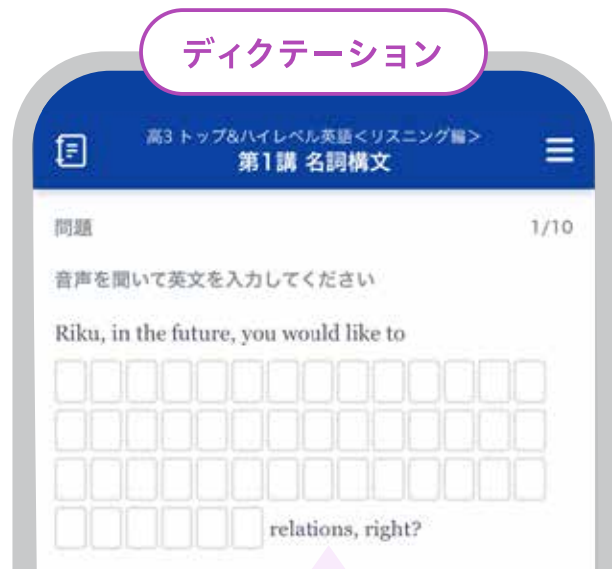 ディクテーション
高3 トップ&ハイレベル英語<リスニング編>
第1講 名詞構文
問題 1/10
音声を聞いて英文を入力してください
Riku, in the future, you would like to
relations, right?